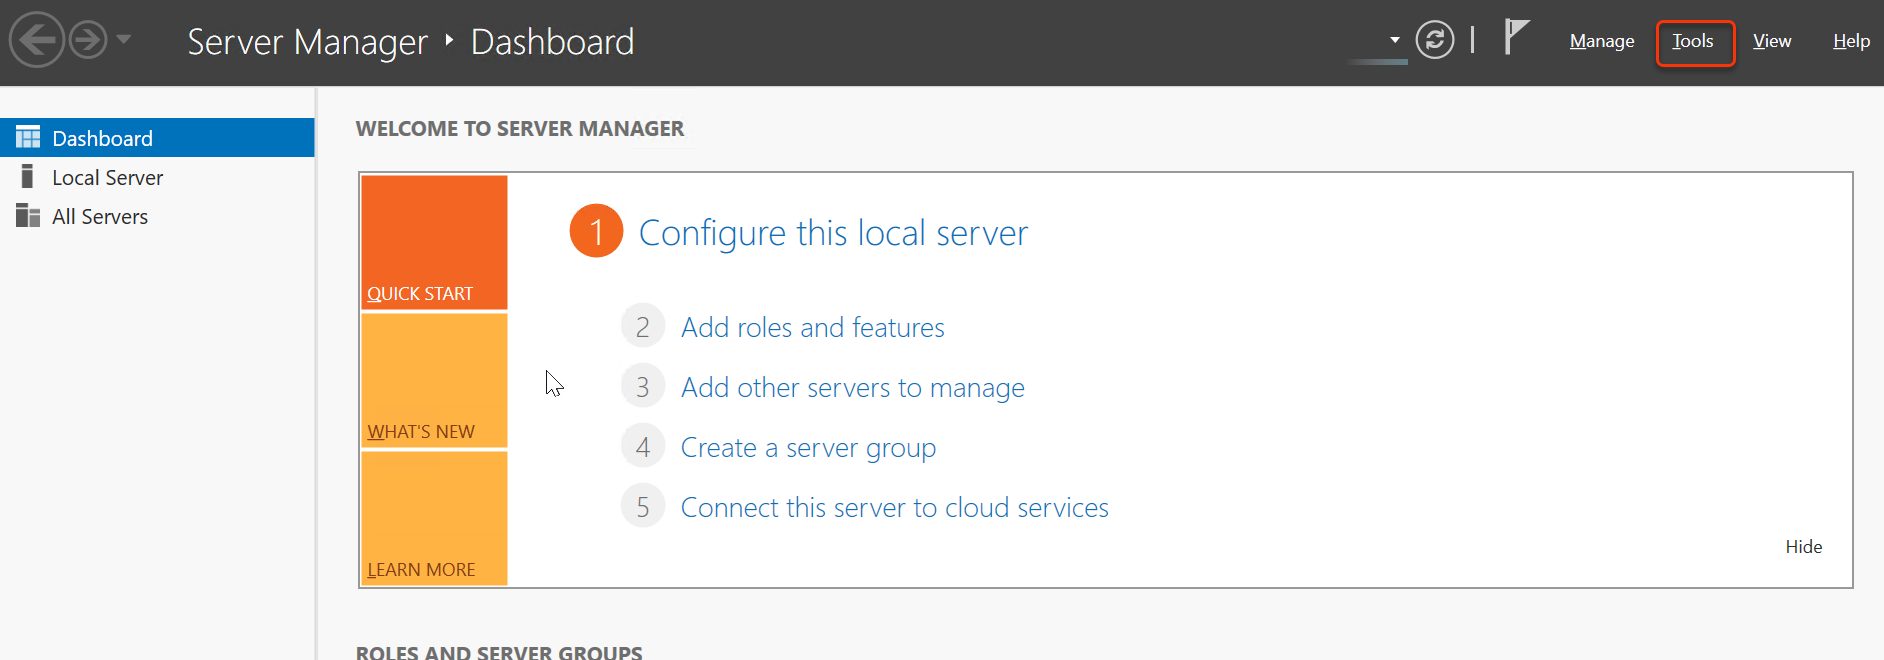 Server Manager ‣ Dashboard
Manage Tools View Help
Dashboard
Local Server
All Servers
WELCOME TO SERVER MANAGER
QUICK START
WHAT'S NEW
LEARN MORE
1 Configure this local server
2 Add roles and features
3 Add other servers to manage
4 Create a server group
5 Connect this server to cloud services
Hide
ROLES AND SERVER GROUPS